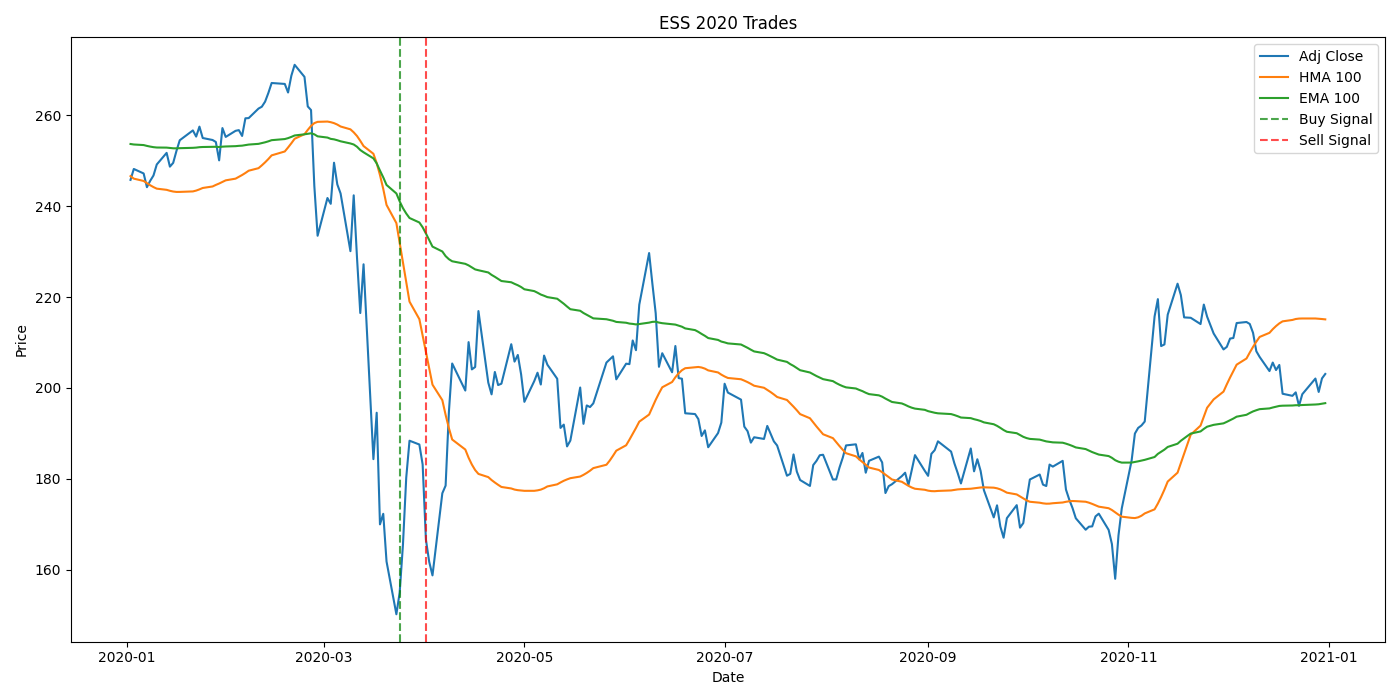 ESS 2020 Trades
Adj Close
HMA 100
EMA 100
Buy Signal
Sell Signal
Price
260
240
220
200
180
160
2020-01
2020-03
2020-05
2020-07
2020-09
2020-11
2021-01
Date